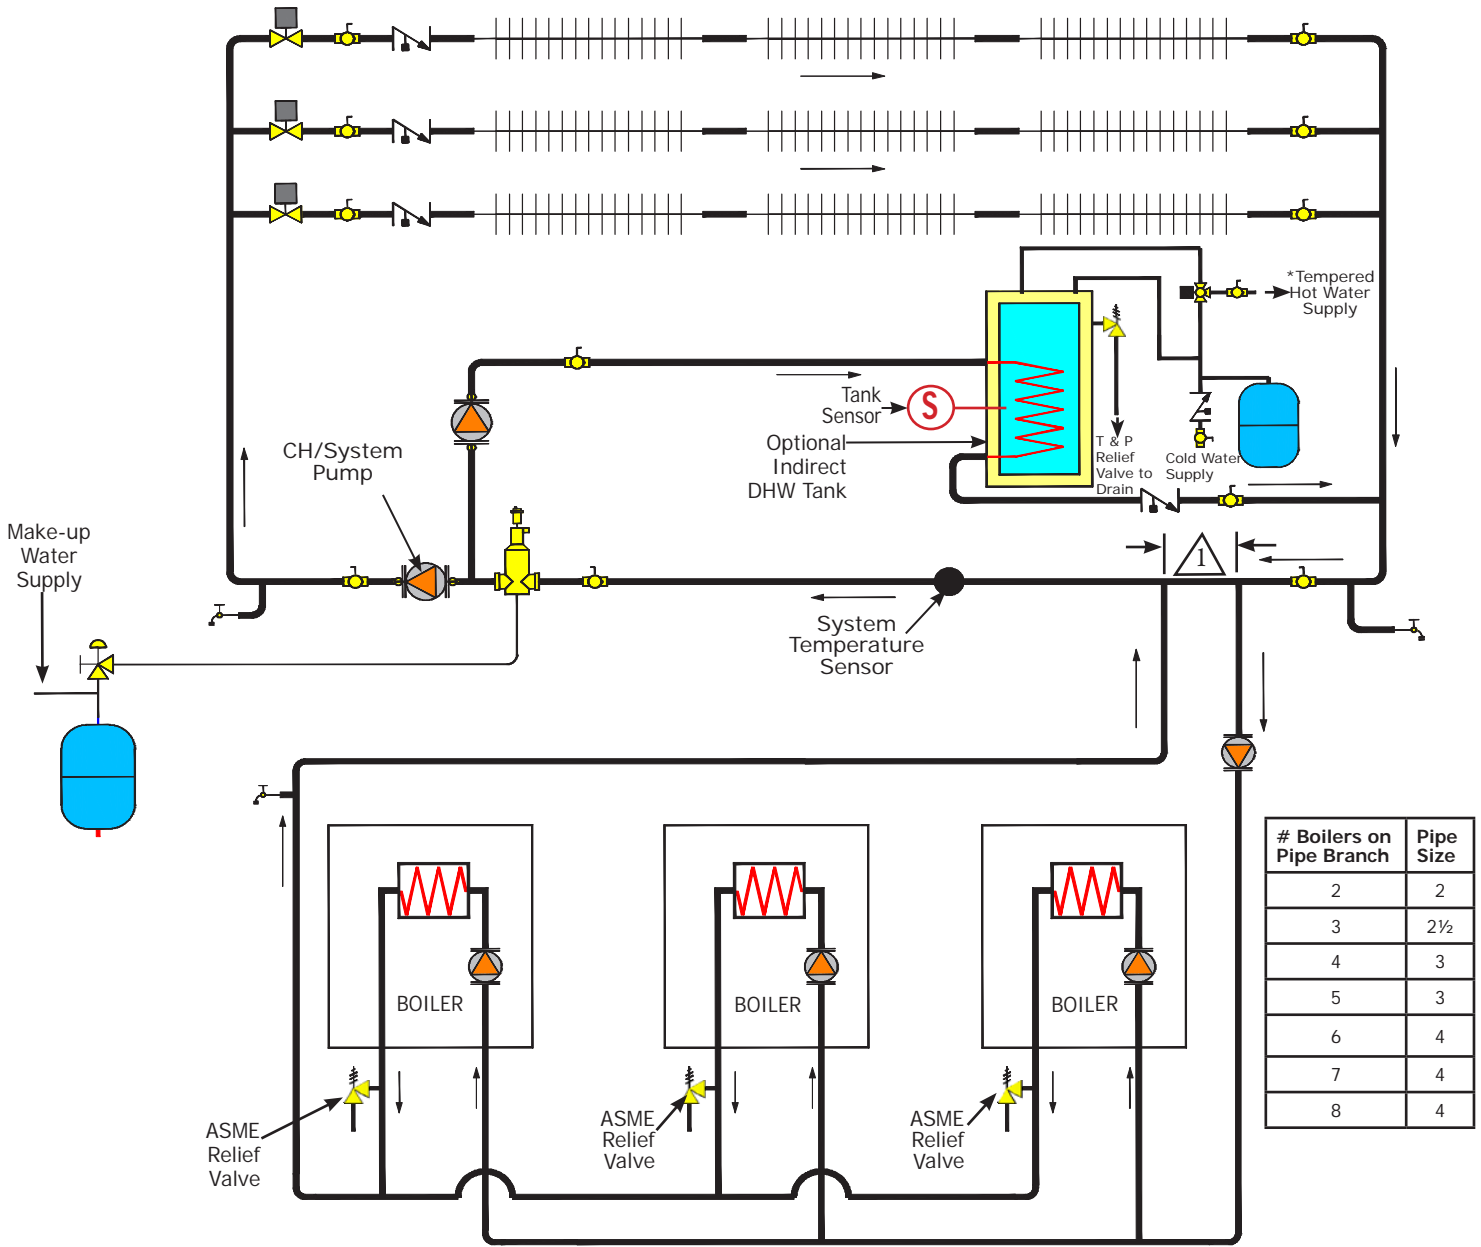 *Tempered
Hot Water
Supply
Tank
Sensor
S
Optional
Indirect
DHW Tank
T & P
Relief
Valve to
Drain
Cold Water
Supply
CH/System
Pump
Make-up
Water
Supply
1
System
Temperature
Sensor
# Boilers on
Pipe Branch
Pipe
Size
2 2
3 2½
4 3
5 3
6 4
7 4
8 4
BOILER
BOILER
BOILER
ASME
Relief
Valve
ASME
Relief
Valve
ASME
Relief
Valve